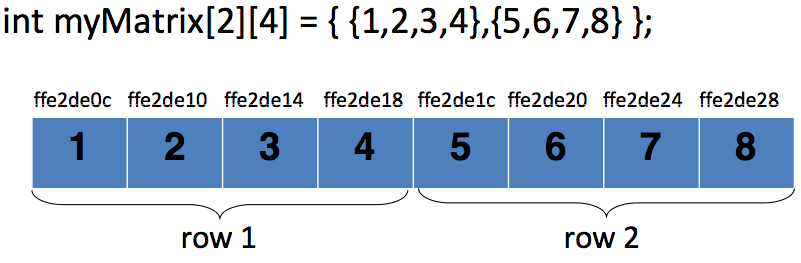 int myMatrix[2][4] = { {1,2,3,4},{5,6,7,8} };
ffe2de0c ffe2de10 ffe2de14 ffe2de18 ffe2de1c ffe2de20 ffe2de24 ffe2de28
1 2 3 4 5 6 7 8
row 1 row 2